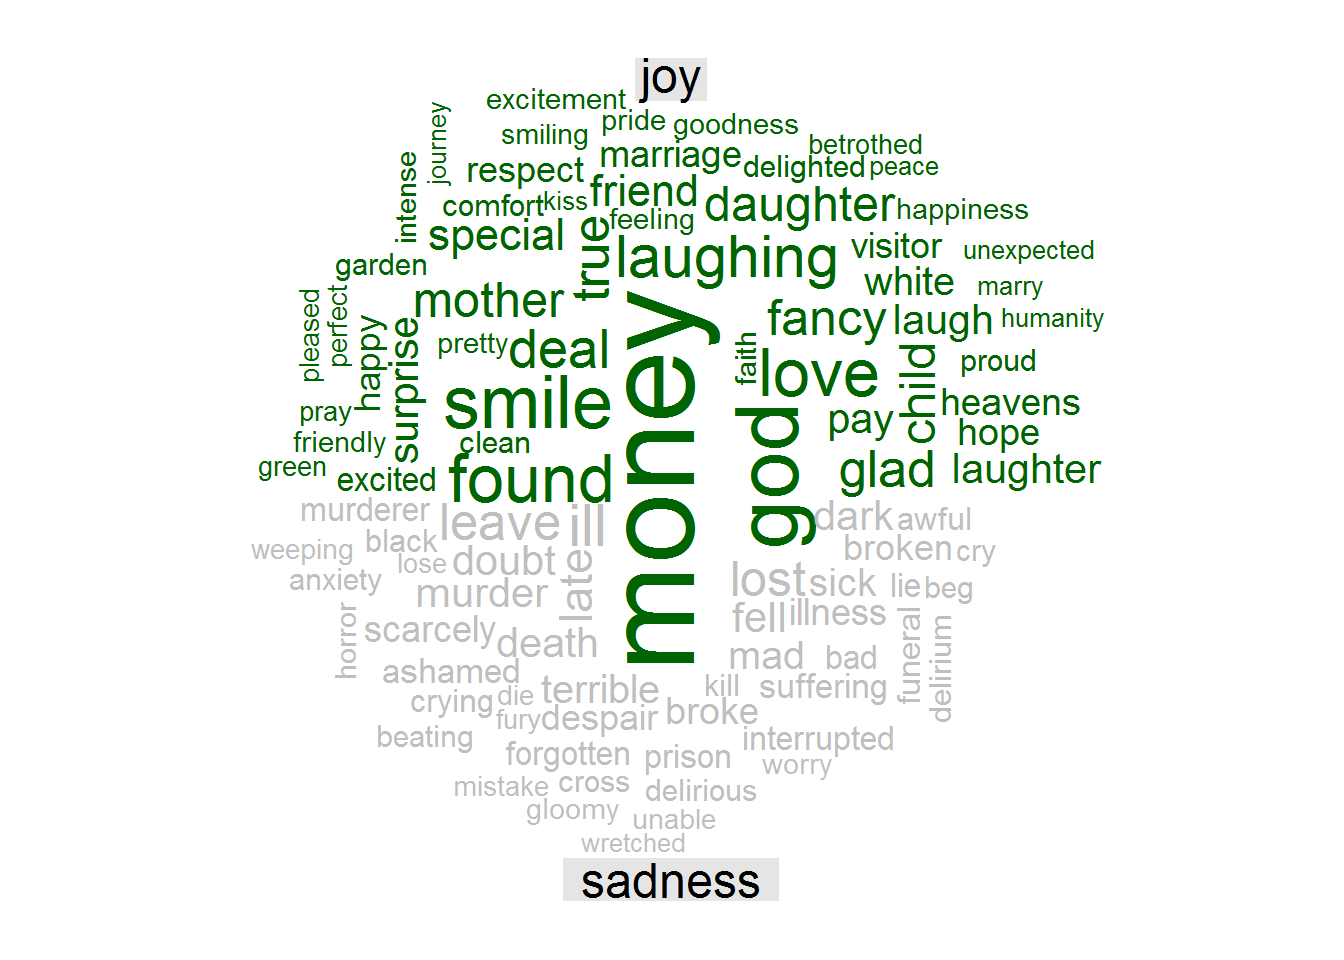 joy
excitement
journey
pride
goodness
smiling
betrothed
marriage
intense
respect
delighted
peace
friend
comfort
kiss
daughter
happiness
feeling
special
true
laughing
visitor
unexpected
garden
white
marry
mother
pleased
perfect
money
fancy
laugh
humanity
happy
surprise
pretty
deal
faith
love
child
proud
smile
god
pray
pay
heavens
friendly
clean
hope
green
excited
found
glad
laughter
murderer
leave
ill
dark
awful
weeping
black
lose
doubt
late
broken
cry
anxiety
murder
lost
sick
lie
beg
horror
scarcely
death
fell
illness
funeral
delirium
ashamed
mad
bad
crying
die
terrible
kill
suffering
beating
fury
despair
broke
interrupted
forgotten
prison
worry
mistake
cross
delirious
gloomy
unable
wretched
sadness